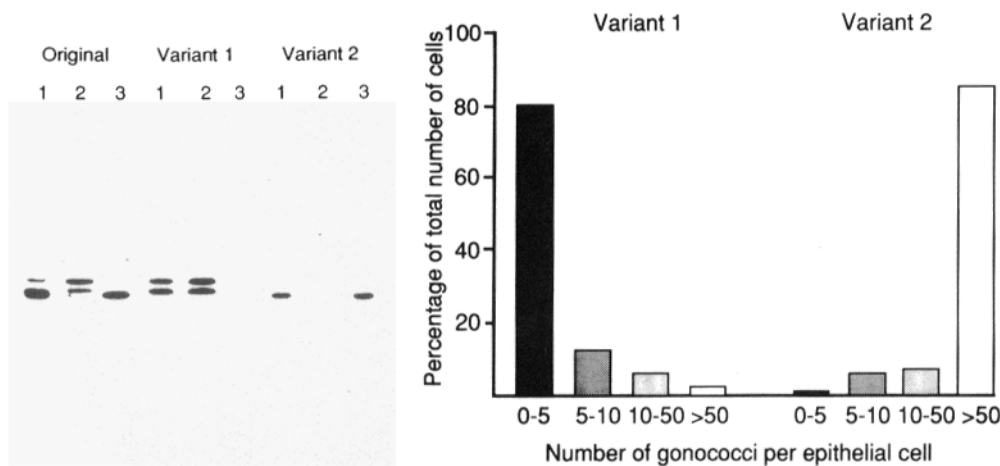 Original Variant 1 Variant 2
1 2 3 1 2 3 1 2 3
Variant 1 Variant 2
Percentage of total number of cells
100
80
60
40
20
0-5 5-10 10-50 >50 0-5 5-10 10-50 >50
Number of gonococci per epithelial cell